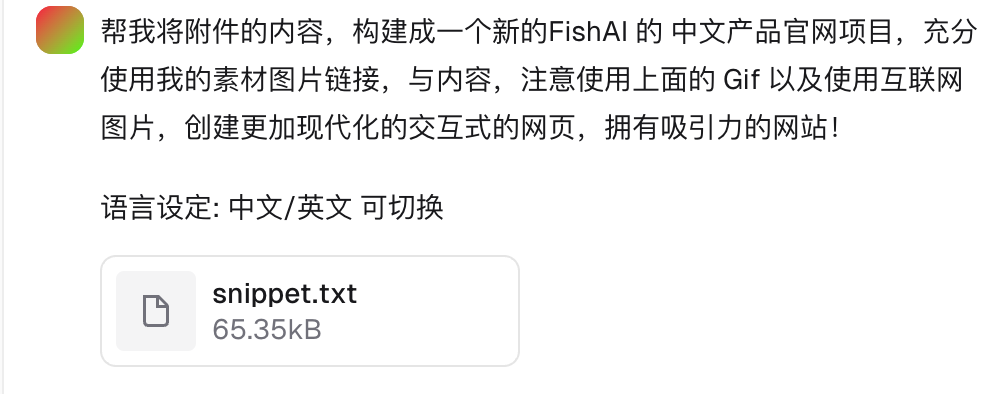 帮我将附件的内容，构建成一个新的FishAI 的 中文产品官网项目，充分
使用我的素材图片链接，与内容，注意使用上面的 Gif 以及使用互联网
图片，创建更加现代化的交互式的网页，拥有吸引力的网站！
语言设定: 中文/英文 可切换
snippet.txt
65.35kB